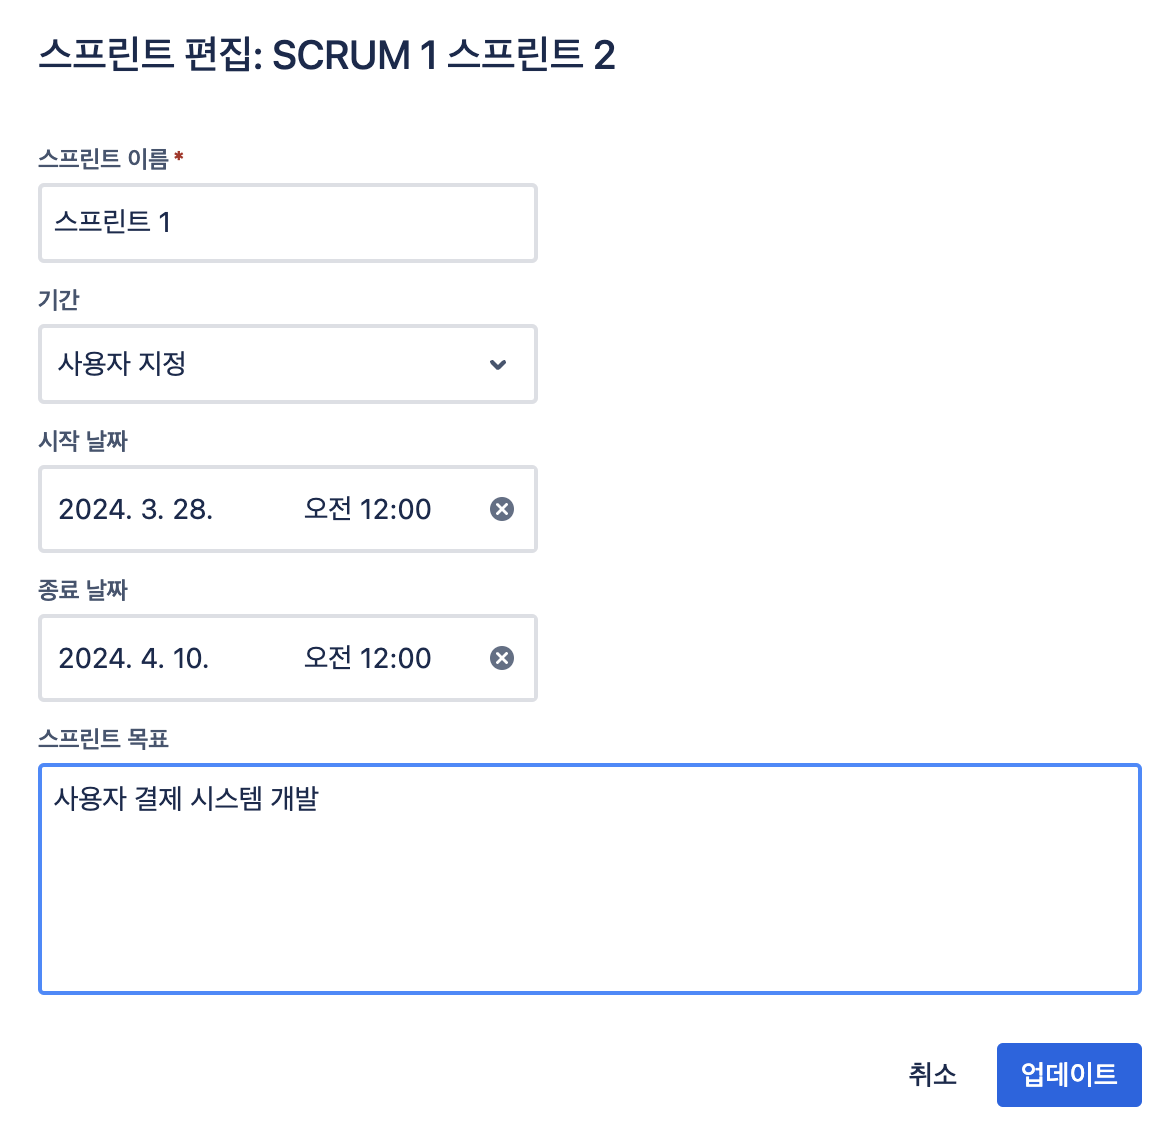 스프린트 편집: SCRUM 1 스프린트 2
스프린트 이름*
스프린트 1
기간
사용자 지정
시작 날짜
2024. 3. 28. 오전 12:00
종료 날짜
2024. 4. 10. 오전 12:00
스프린트 목표
사용자 결제 시스템 개발
취소 업데이트